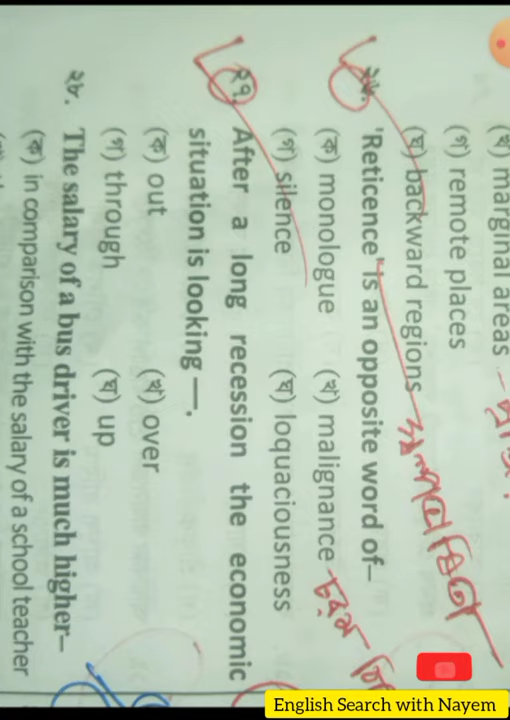 (খ) marginal areas
(গ) remote places
(ঘ) backward regions
'Reticence' is an opposite word of–
(ক) monologue (খ) malignance
(গ) silence (ঘ) loquaciousness
২৭. After a long recession the economic
situation is looking —.
(ক) out (খ) over
(গ) through (ঘ) up
২৮. The salary of a bus driver is much higher–
(ক) in comparison with the salary of a school teacher
English Search with Nayem